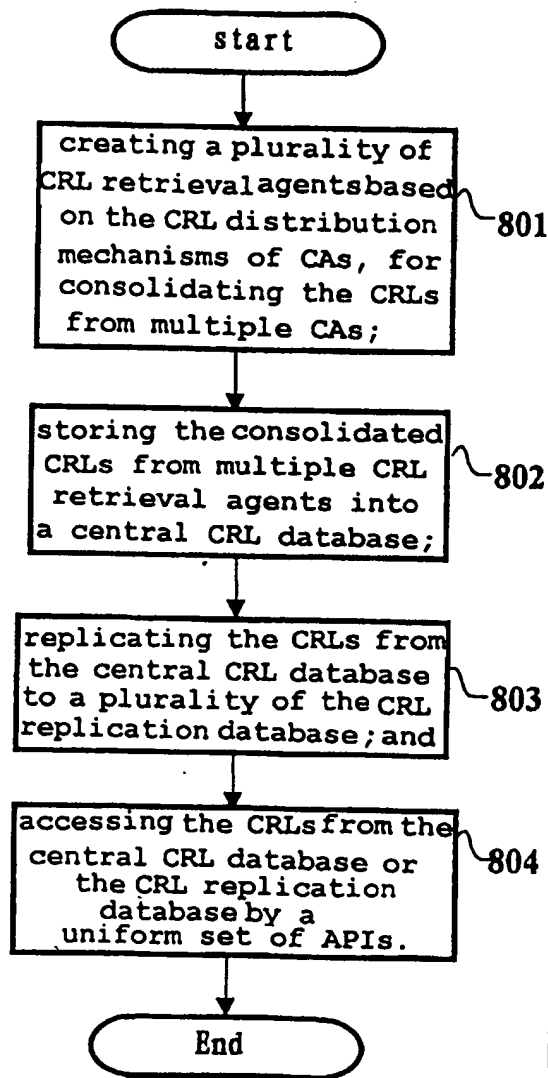 start
creating a plurality of
CRL retrieval agents based
on the CRL distribution
mechanisms of CAs, for
consolidating the CRLs
from multiple CAs;
801
storing the consolidated
CRLs from multiple CRL
retrieval agents into
a central CRL database;
802
replicating the CRLs from
the central CRL database
to a plurality of the CRL
replication database; and
803
accessing the CRLs from the
central CRL database or
the CRL replication
database by a
uniform set of APIs.
804
End